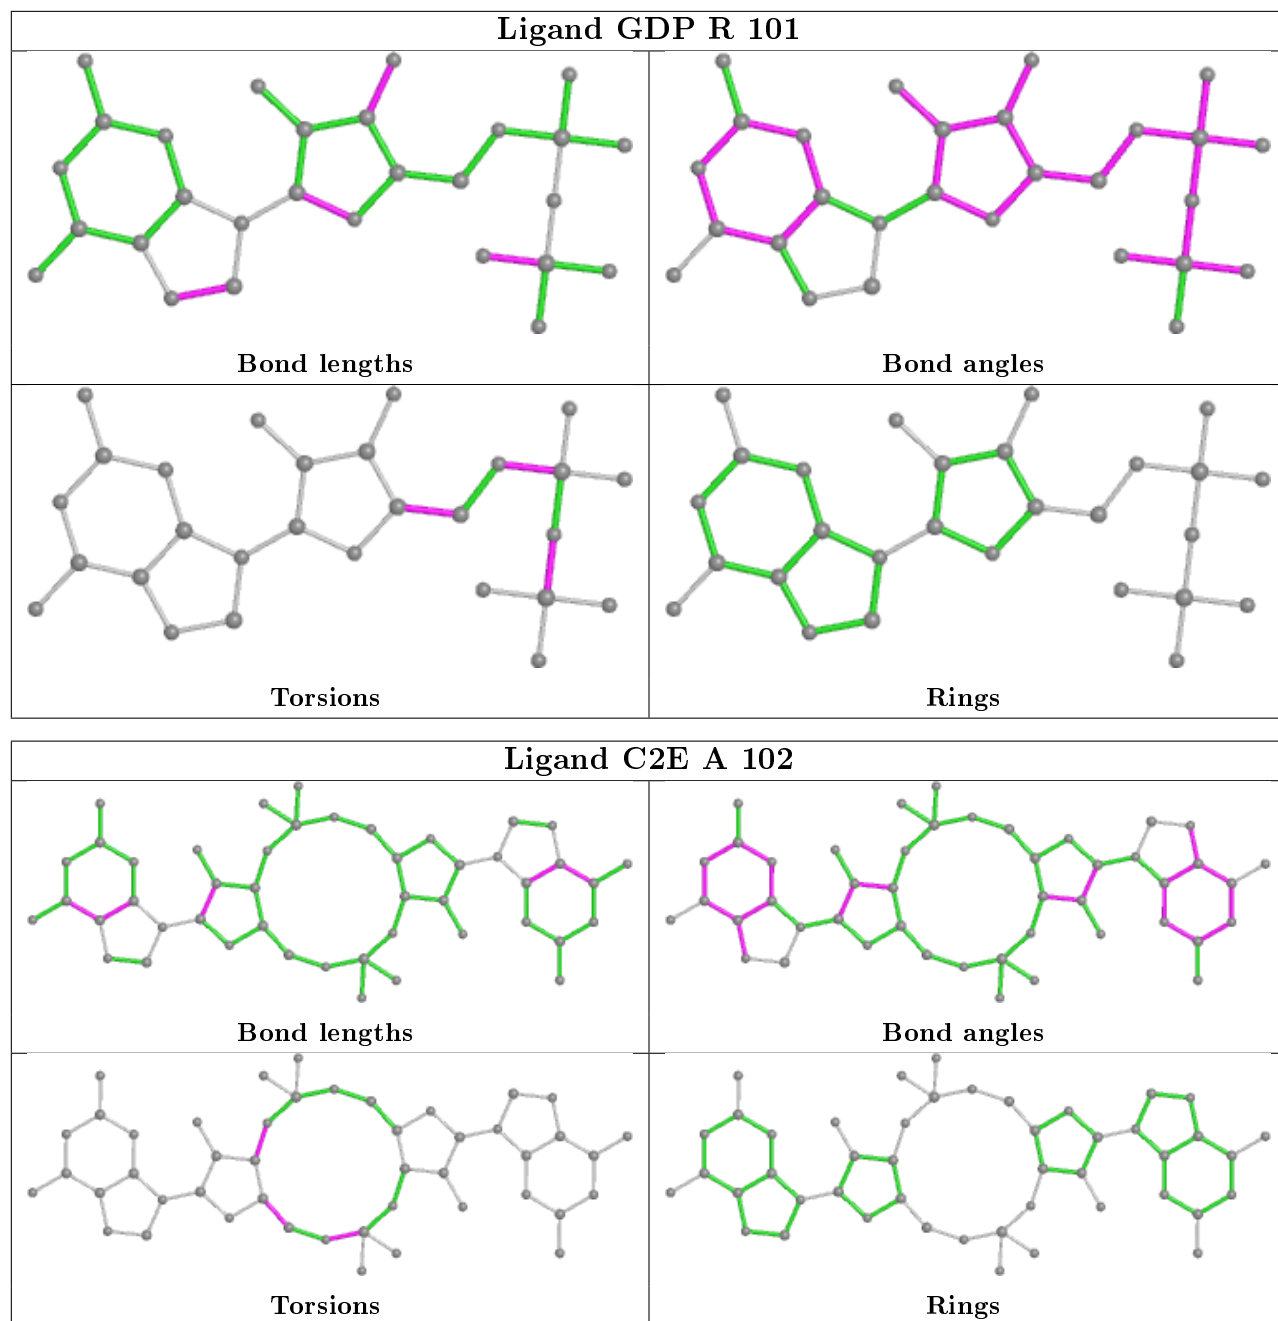 Ligand GDP R 101
Bond lengths
Bond angles
Torsions
Rings
Ligand C2E A 102
Bond lengths
Bond angles
Torsions
Rings